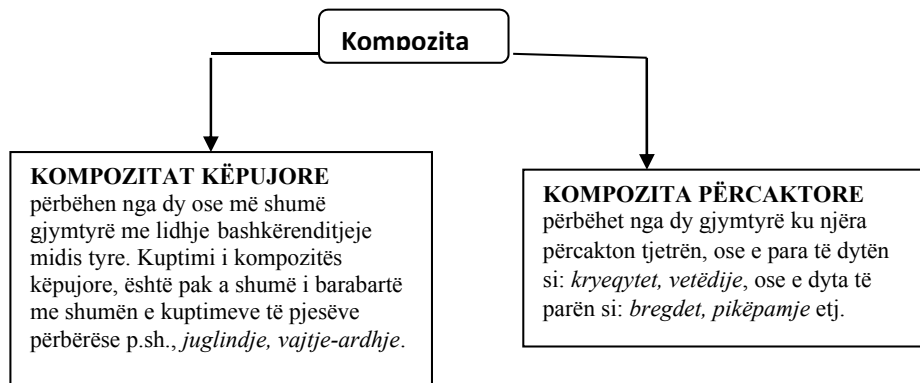 Kompozita
KOMPOZITAT KËPUJORE
përbëhen nga dy ose më shumë
gjymtyrë me lidhje bashkërenditjeje
midis tyre. Kuptimi i kompozitës
këpujore, është pak a shumë i barabartë
me shumën e kuptimeve të pjesëve
përbërëse p.sh., juglindje, vajtje-ardhje.
KOMPOZITA PËRCAKTORE
përbëhet nga dy gjymtyrë ku njëra
përcakton tjetrën, ose e para të dytën
si: kryeqytet, vetëdije, ose e dyta të
parën si: bregdet, pikëpamje etj.